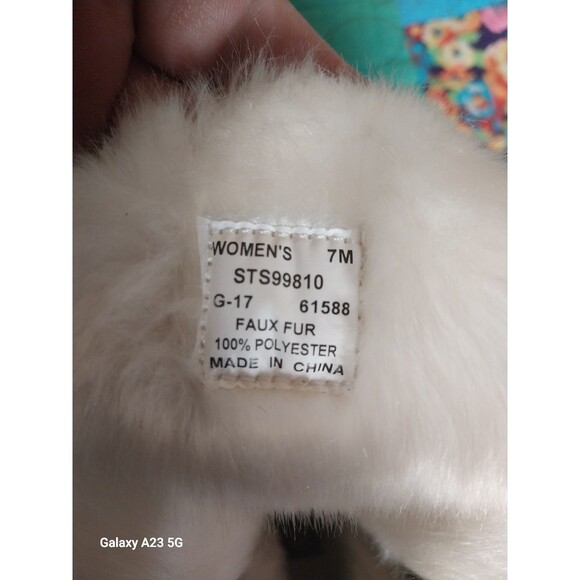 WOMEN'S 7M
STS99810
G-17 61588
FAUX FUR
100% POLYESTER
MADE IN CHINA
Galaxy A23 5G